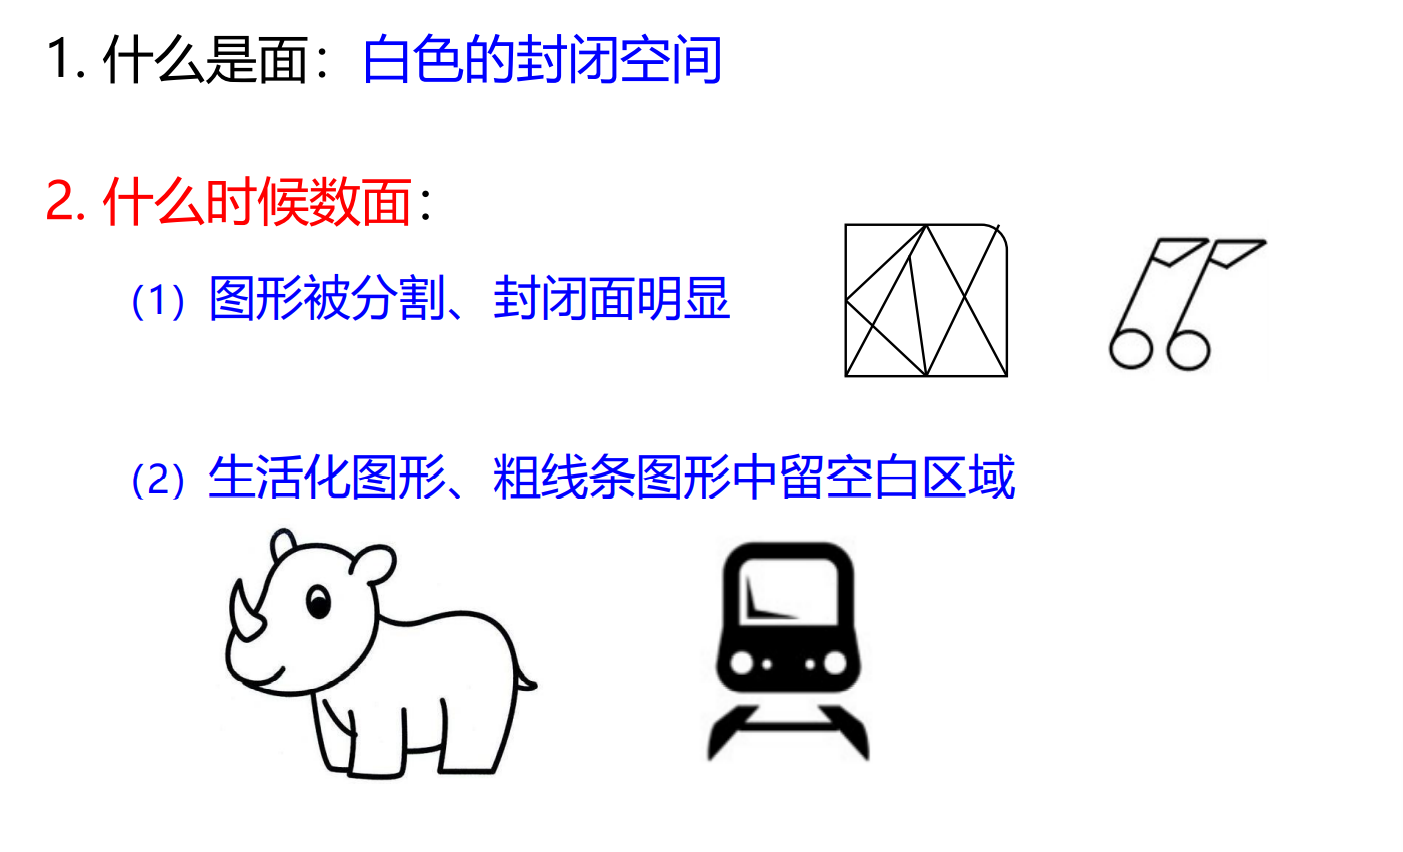 1. 什么是面：白色的封闭空间
2. 什么时候数面：
（1）图形被分割、封闭面明显
（2）生活化图形、粗线条图形中留空白区域